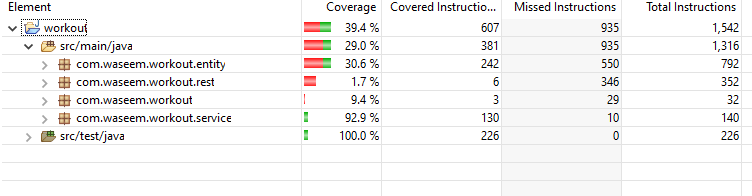 Element Coverage Covered Instructio... Missed Instructions Total Instructions
workout 39.4 % 607 935 1,542
src/main/java 29.0 % 381 935 1,316
com.waseem.workout.entity 30.6 % 242 550 792
com.waseem.workout.rest 1.7 % 6 346 352
com.waseem.workout 9.4 % 3 29 32
com.waseem.workout.service 92.9 % 130 10 140
src/test/java 100.0 % 226 0 226